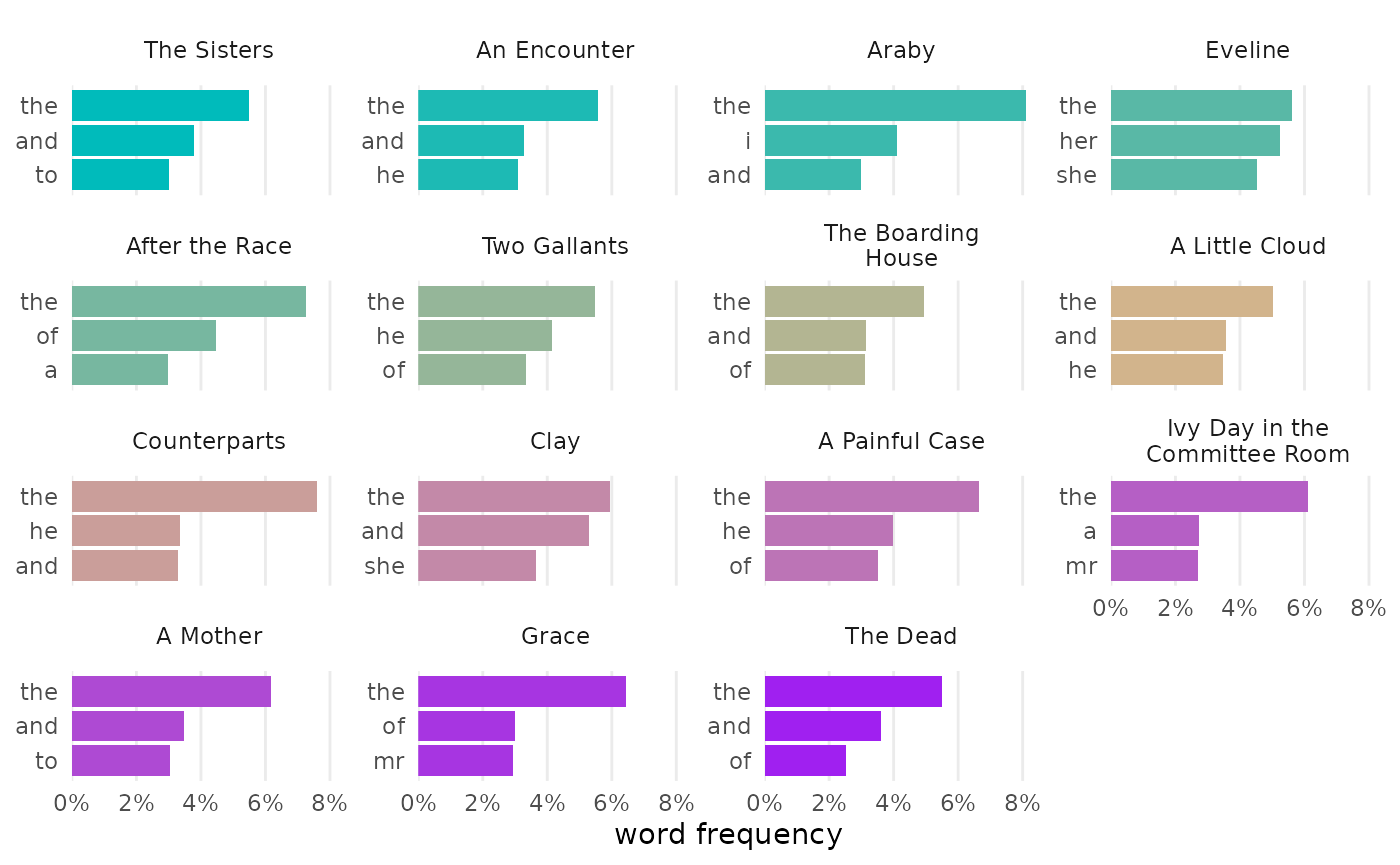 The Sisters
An Encounter
Araby
Eveline
the
and
to
the
and
he
the
i
and
the
her
she
After the Race
Two Gallants
The Boarding
House
A Little Cloud
the
of
a
the
he
of
the
and
of
the
and
he
Counterparts
Clay
A Painful Case
Ivy Day in the
Committee Room
the
he
and
the
and
she
the
he
of
the
a
mr
0% 2% 4% 6% 8%
A Mother
Grace
The Dead
the
and
to
the
of
mr
the
and
of
0% 2% 4% 6% 8%
0% 2% 4% 6% 8%
0% 2% 4% 6% 8%
word frequency